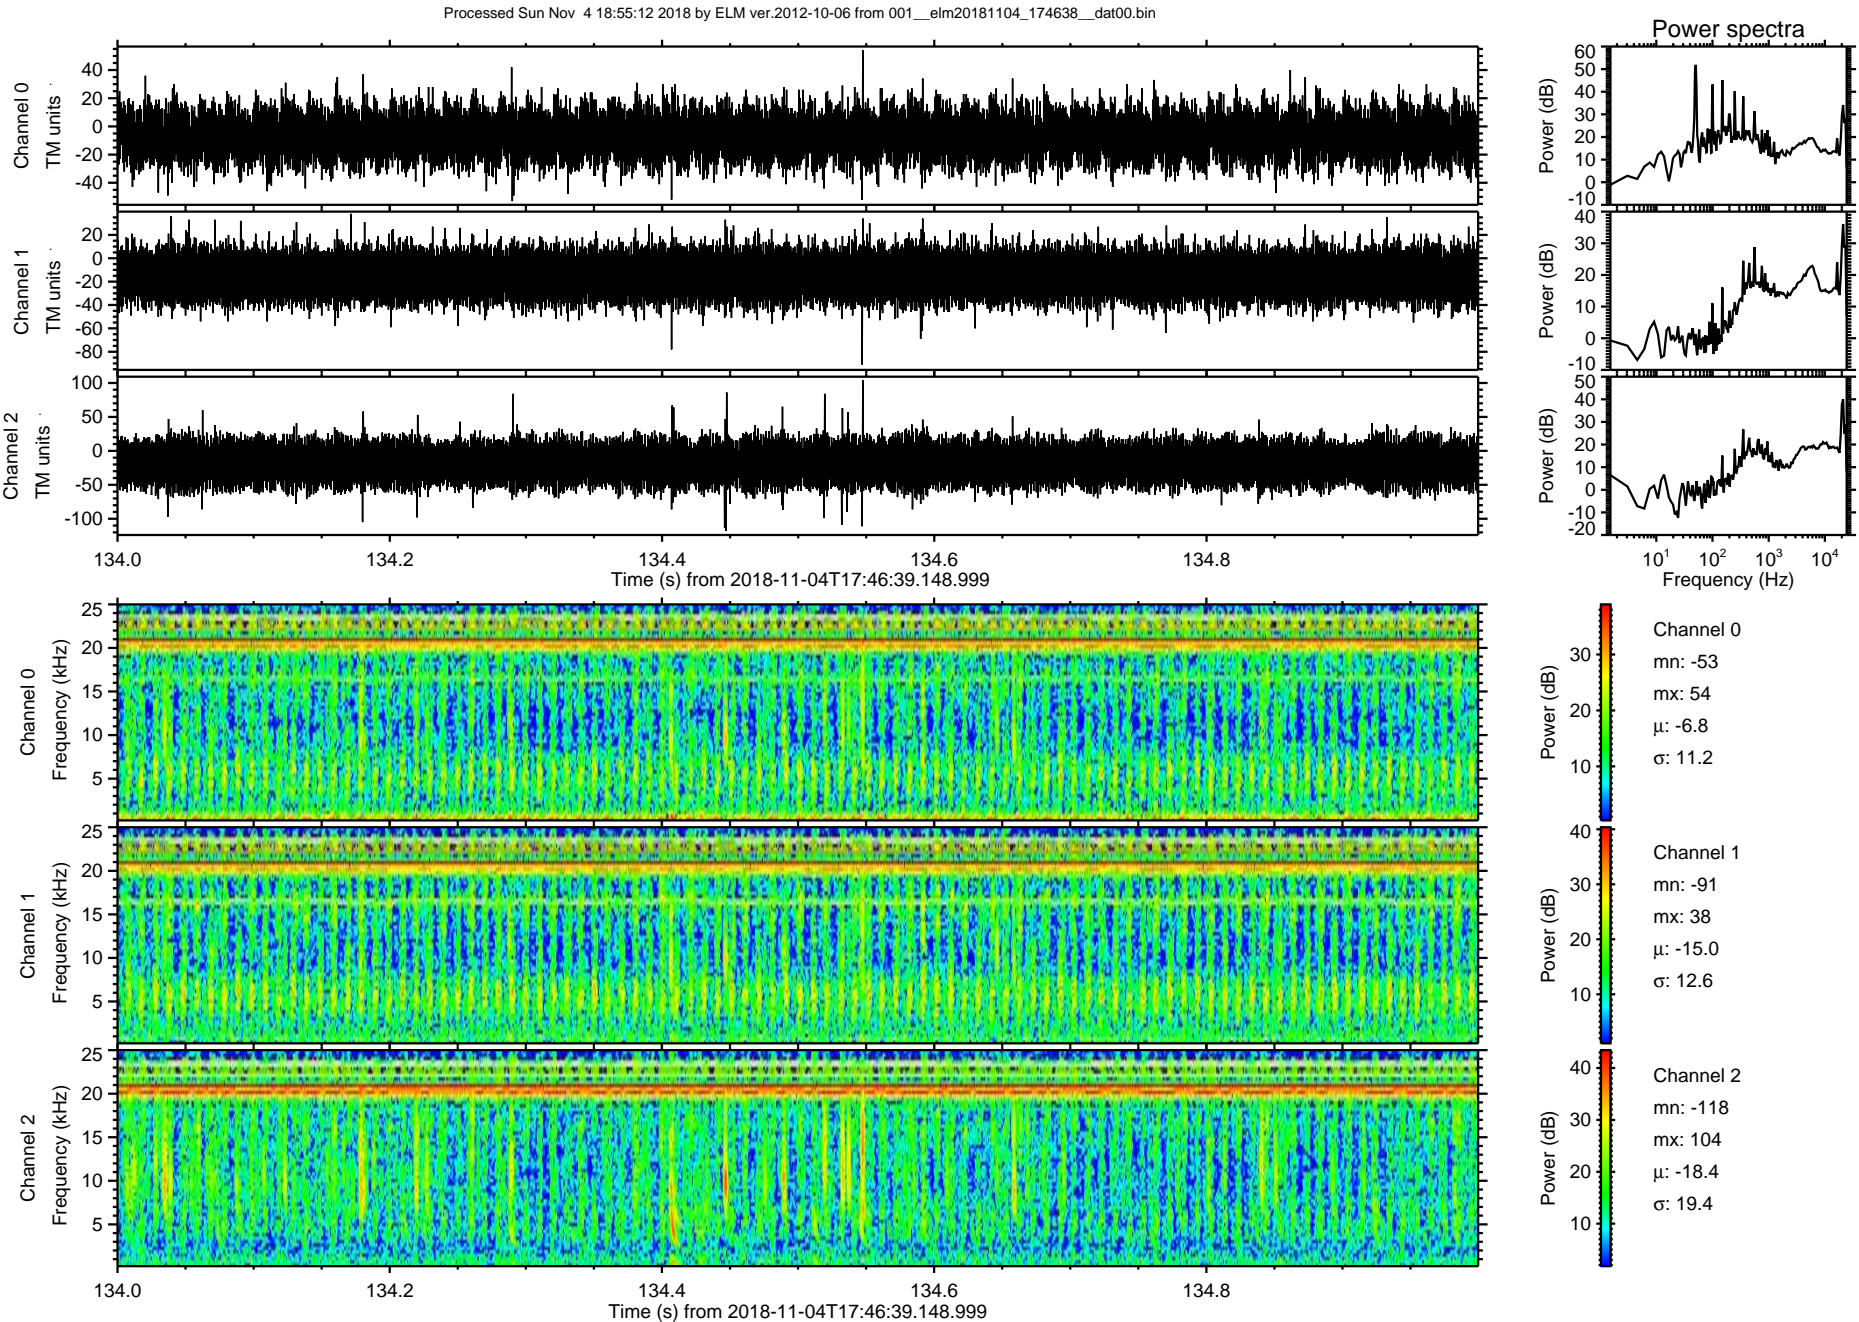 Processed Sun Nov  4 18:55:12 2018 by ELM ver.2012-10-06 from 001__elm20181104_174638__dat00.bin
Power spectra
Channel 0
TM units
40
20
0
-20
-40
Power (dB)
60
50
40
30
20
10
0
-10
Channel 1
TM units
20
0
-20
-40
-60
-80
Power (dB)
40
30
20
10
0
-10
Channel 2
TM units
100
50
0
-50
-100
Power (dB)
50
40
30
20
10
0
-10
-20
134.0
134.2
134.4
134.6
134.8
Time (s) from 2018-11-04T17:46:39.148.999
10¹
10²
10³
10⁴
Frequency (Hz)
Channel 0
Frequency (kHz)
25
20
15
10
5
Power (dB)
30
20
10
Channel 0
mn: -53
mx: 54
µ: -6.8
σ: 11.2
Channel 1
Frequency (kHz)
25
20
15
10
5
Power (dB)
40
30
20
10
Channel 1
mn: -91
mx: 38
µ: -15.0
σ: 12.6
Channel 2
Frequency (kHz)
25
20
15
10
5
Power (dB)
40
30
20
10
Channel 2
mn: -118
mx: 104
µ: -18.4
σ: 19.4
134.0
134.2
134.4
134.6
134.8
Time (s) from 2018-11-04T17:46:39.148.999